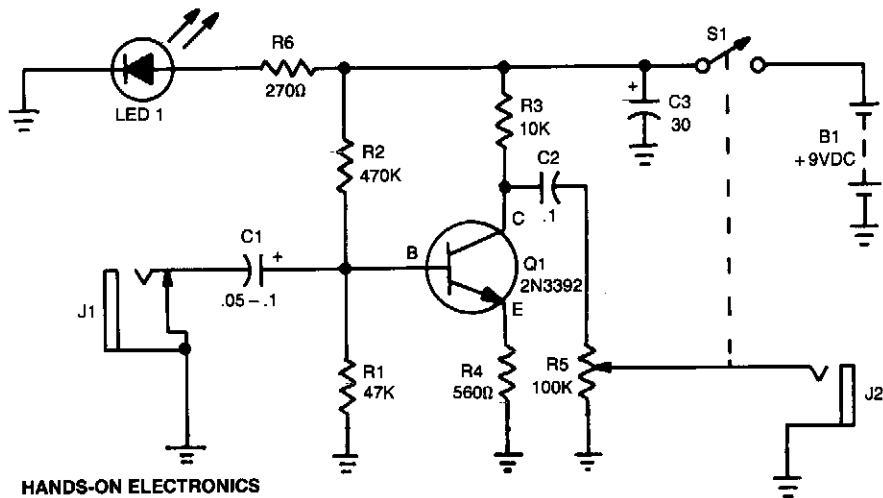 S1
R6
270Ω
LED 1
R3
10K
+
C3
30
B1
+9VDC
R2
470K
C2
.1
C
C1
+
.05–.1
B
Q1
2N3392
E
J1
R1
47K
R4
560Ω
R5
100K
J2
HANDS-ON ELECTRONICS